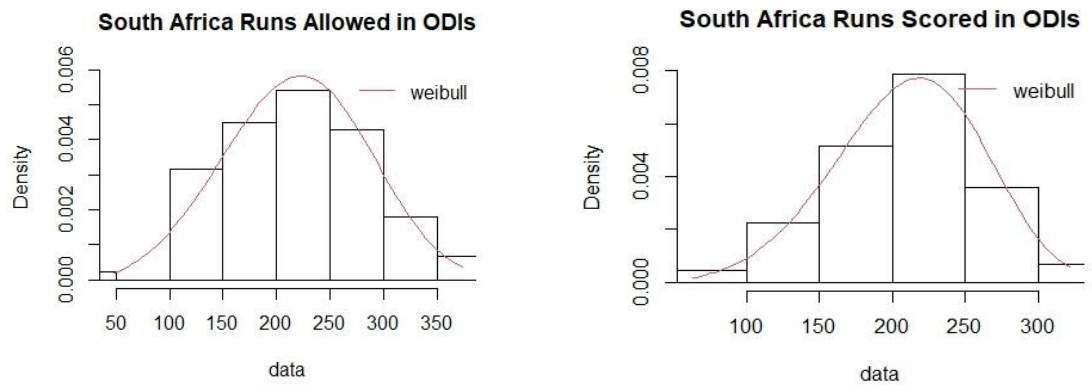 South Africa Runs Allowed in ODIs
0.006
0.004
0.002
0.000
Density
weibull
50 100 150 200 250 300 350
data
South Africa Runs Scored in ODIs
0.008
0.004
0.000
Density
weibull
100 150 200 250 300
data